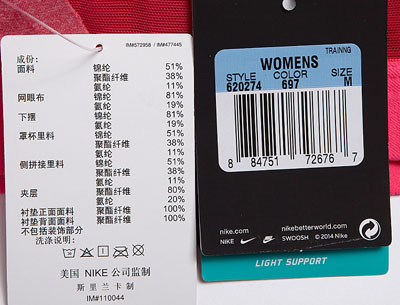 IM#572958 / IM#477445
成份:
面料 锦纶 51%
聚酯纤维 38%
氨纶 11%
网眼布 锦纶 81%
氨纶 19%
下摆 锦纶 81%
氨纶 19%
罩杯里料 锦纶 51%
聚酯纤维 38%
氨纶 11%
侧拼接里料 锦纶 51%
聚酯纤维 38%
氨纶 11%
夹层 聚酯纤维 80%
氨纶 20%
衬垫正面面料 聚酯纤维 100%
衬垫背面面料 聚酯纤维 100%
不包括装饰部分
洗涤说明:
美国 NIKE 公司监制
斯里兰卡制
IM#110044
TRAINNG
WOMENS
STYLE COLOR SIZE
620274 697 M
8 84751 72676 7
nike.com nikebetterworld.com
NIKE SWOOSH © 2014 Nike
LIGHT SUPPORT